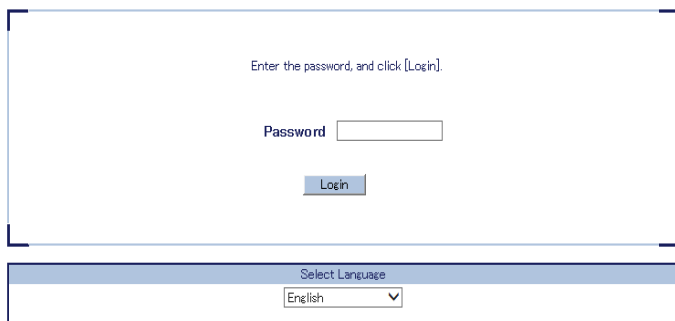 Enter the password, and click [Login].
Password
Login
Select Language
English